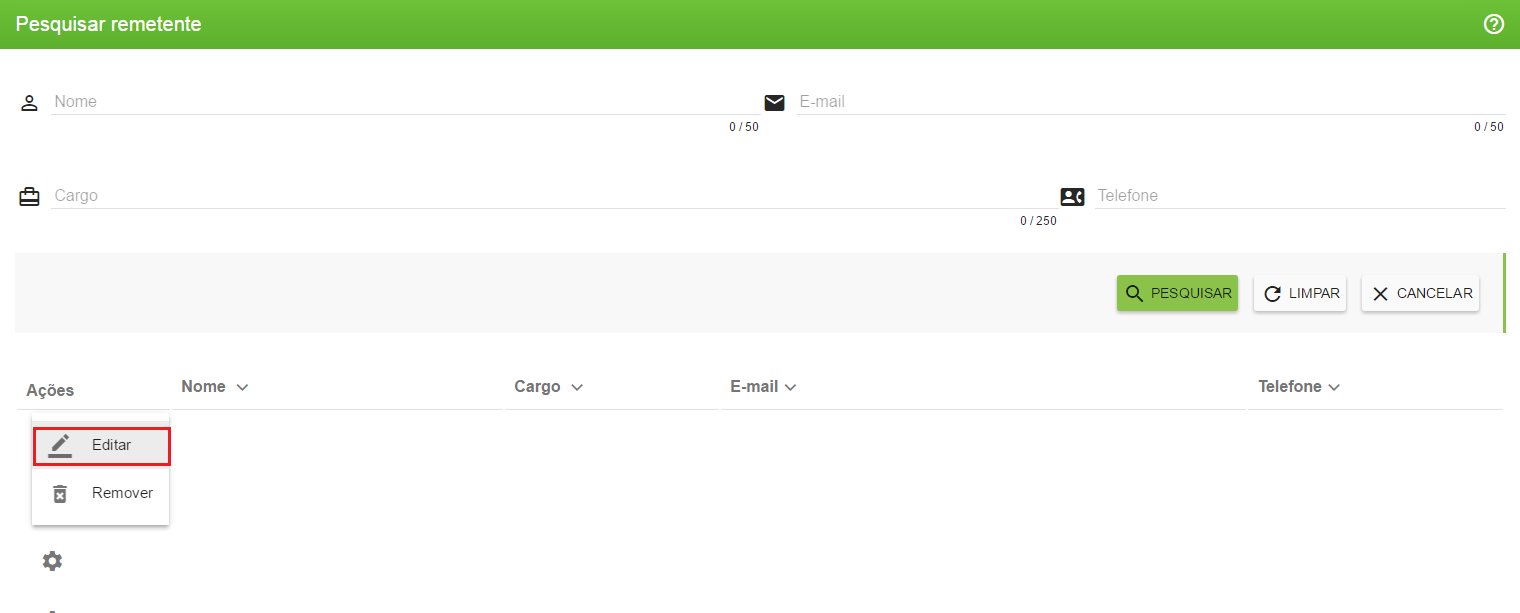 Pesquisar remetente
Nome E-mail
0 / 50 0 / 50
Cargo Telefone
0 / 250
PESQUISAR LIMPAR CANCELAR
Ações Nome Cargo E-mail Telefone
Editar
Remover